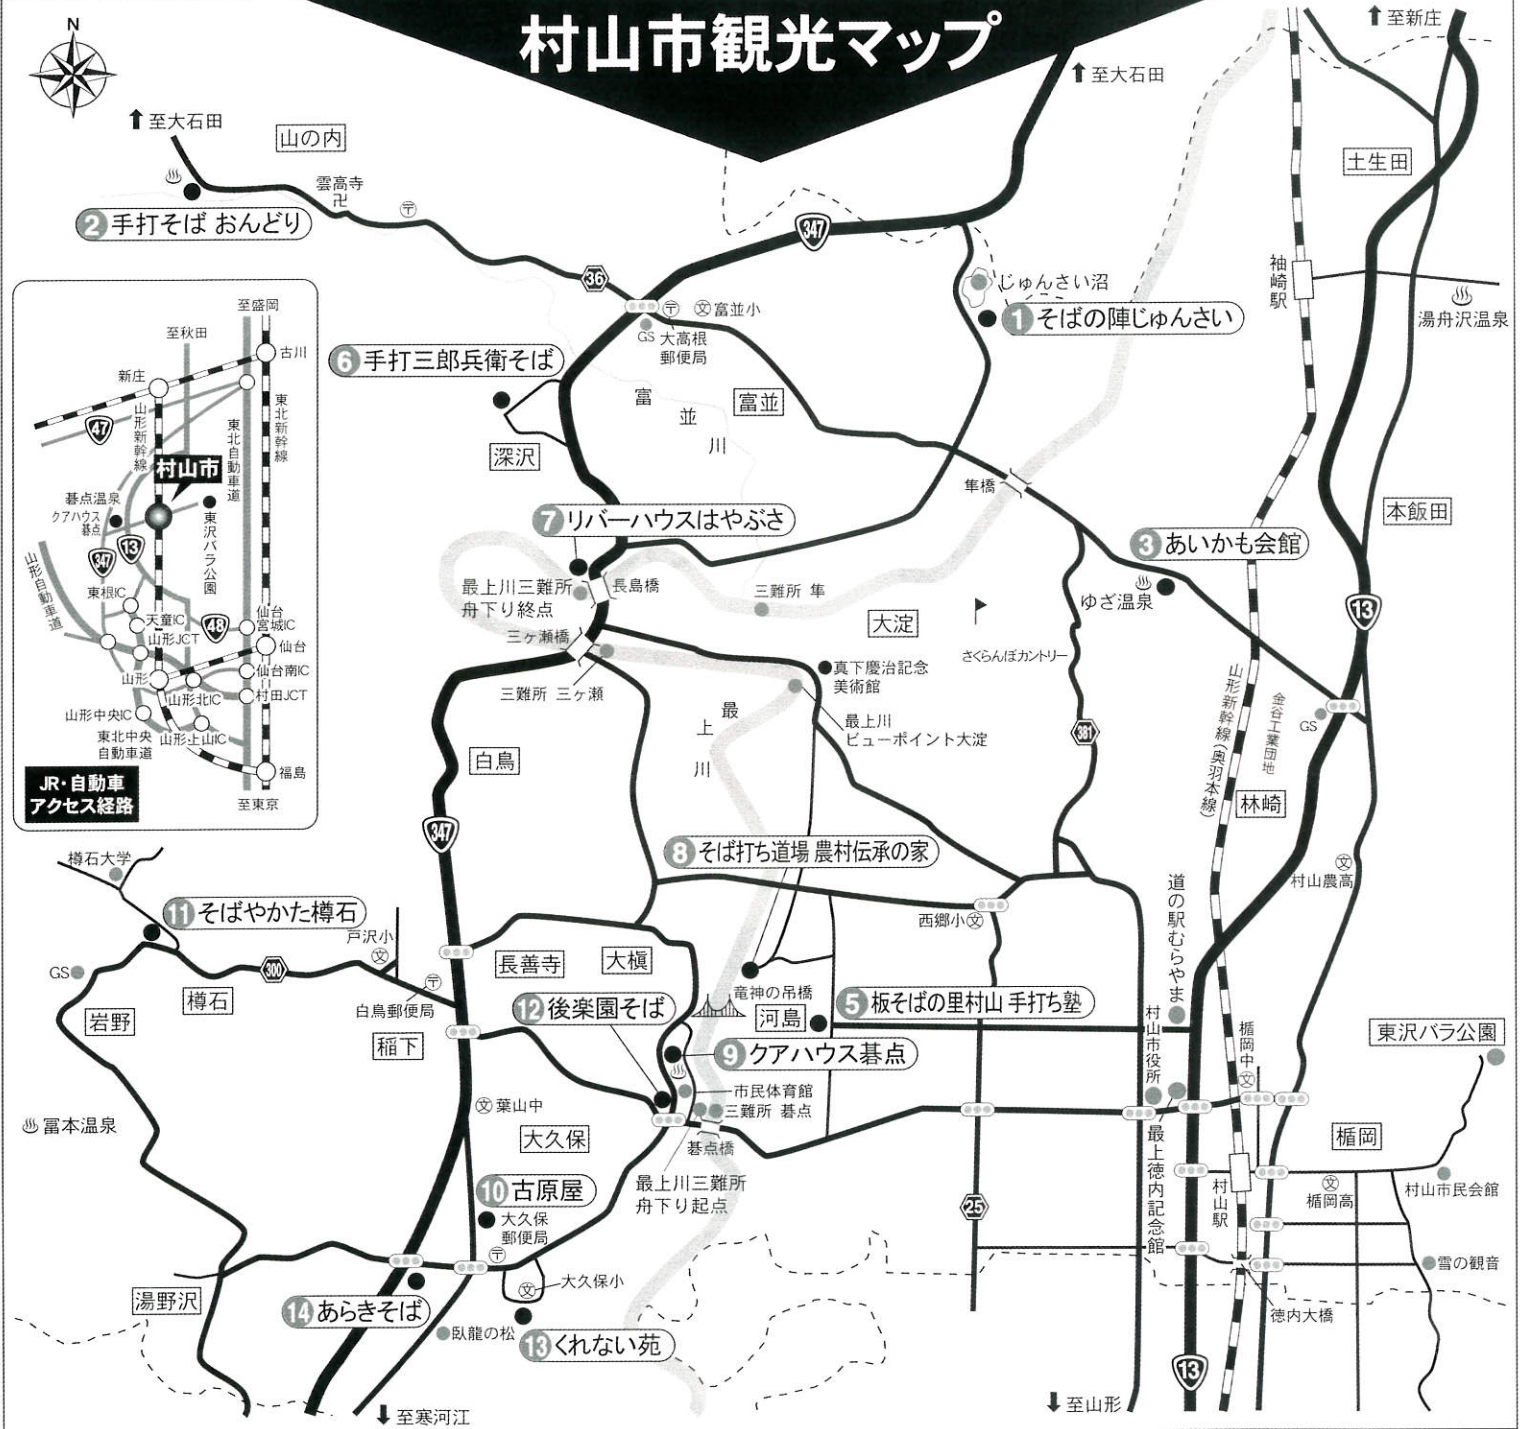 村山市観光マップ
N
至大石田
山の内
雲高寺
2 手打そば おんどり
36
347
至大石田
至新庄
土生田
袖崎駅
湯舟沢温泉
じゅんさい沼
1 そばの陣じゅんさい
富並小
GS
大高根
郵便局
6 手打三郎兵衛そば
富並川
富並
深沢
隼橋
本飯田
7 リバーハウスはやぶさ
3 あいかも会館
ゆざ温泉
最上川三難所
舟下り終点
長島橋
三難所 隼
大淀
さくらんぼカントリー
13
三ヶ瀬橋
三難所 三ヶ瀬
真下慶治記念
美術館
最上川
ビューポイント大淀
最上川
白鳥
381
山形新幹線(奥羽本線)
金谷工業団地
GS
林崎
347
8 そば打ち道場 農村伝承の家
村山農高
西郷小
道の駅むらやま
至盛岡
至秋田
古川
新庄
47
山形新幹線
東北自動車道
東北新幹線
村山市
碁点温泉
クアハウス
碁点
東沢バラ公園
347
13
山形自動車道
東根IC
天童IC
山形JCT
48
仙台
宮城IC
仙台
山形
山形北IC
仙台南IC
村田JCT
山形中央IC
東北中央
自動車道
山形上山IC
福島
至東京
JR・自動車
アクセス経路
樽石大学
11 そばやかた樽石
戸沢小
GS
300
樽石
岩野
白鳥郵便局
長善寺
大槇
竜神の吊橋
河島
5 板そばの里村山 手打ち塾
12 後楽園そば
稲下
9 クアハウス碁点
市民体育館
三難所 碁点
村山市役所
楯岡中
東沢バラ公園
葉山中
冨本温泉
大久保
碁点橋
最上川三難所
舟下り起点
最上徳内記念館
楯岡
10 古原屋
大久保
郵便局
25
村山駅
楯岡高
村山市民会館
大久保小
雪の観音
湯野沢
14 あらきそば
臥龍の松
13 くれない苑
徳内大橋
13
至寒河江
至山形